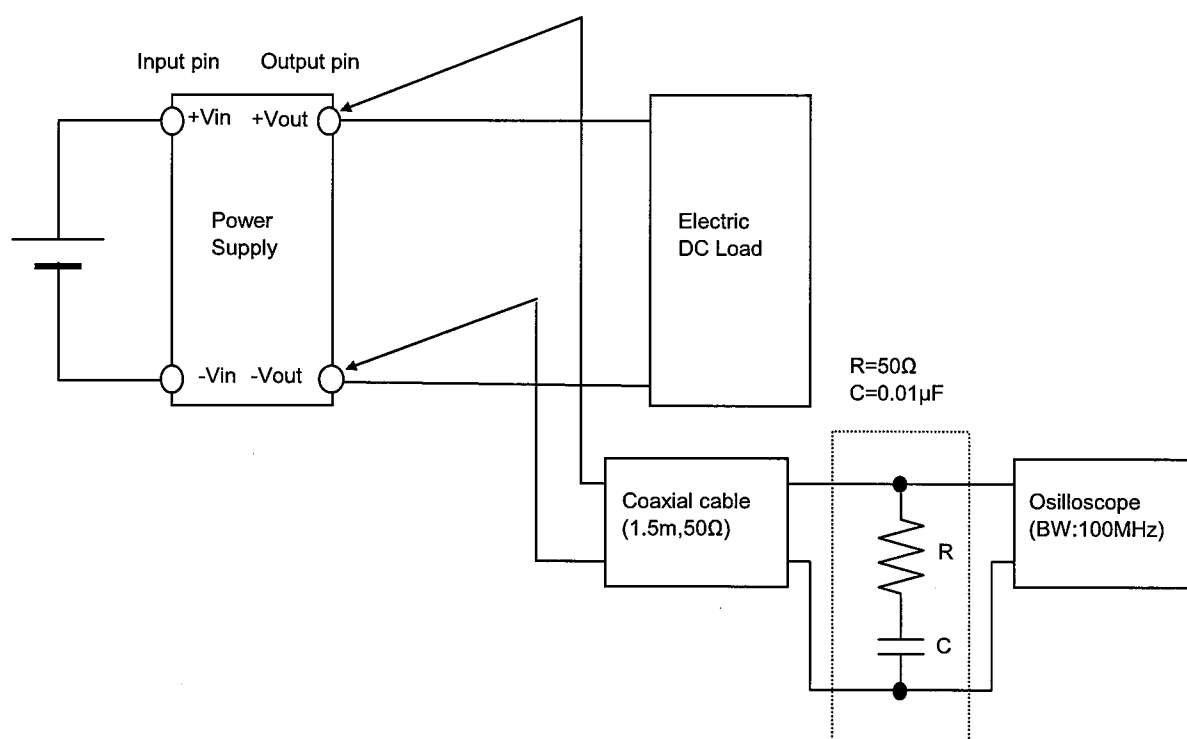 Input pin Output pin
+Vin +Vout
Power
Supply
Electric
DC Load
-Vin -Vout
R=50Ω
C=0.01µF
Coaxial cable
(1.5m,50Ω)
R
C
Osilloscope
(BW:100MHz)